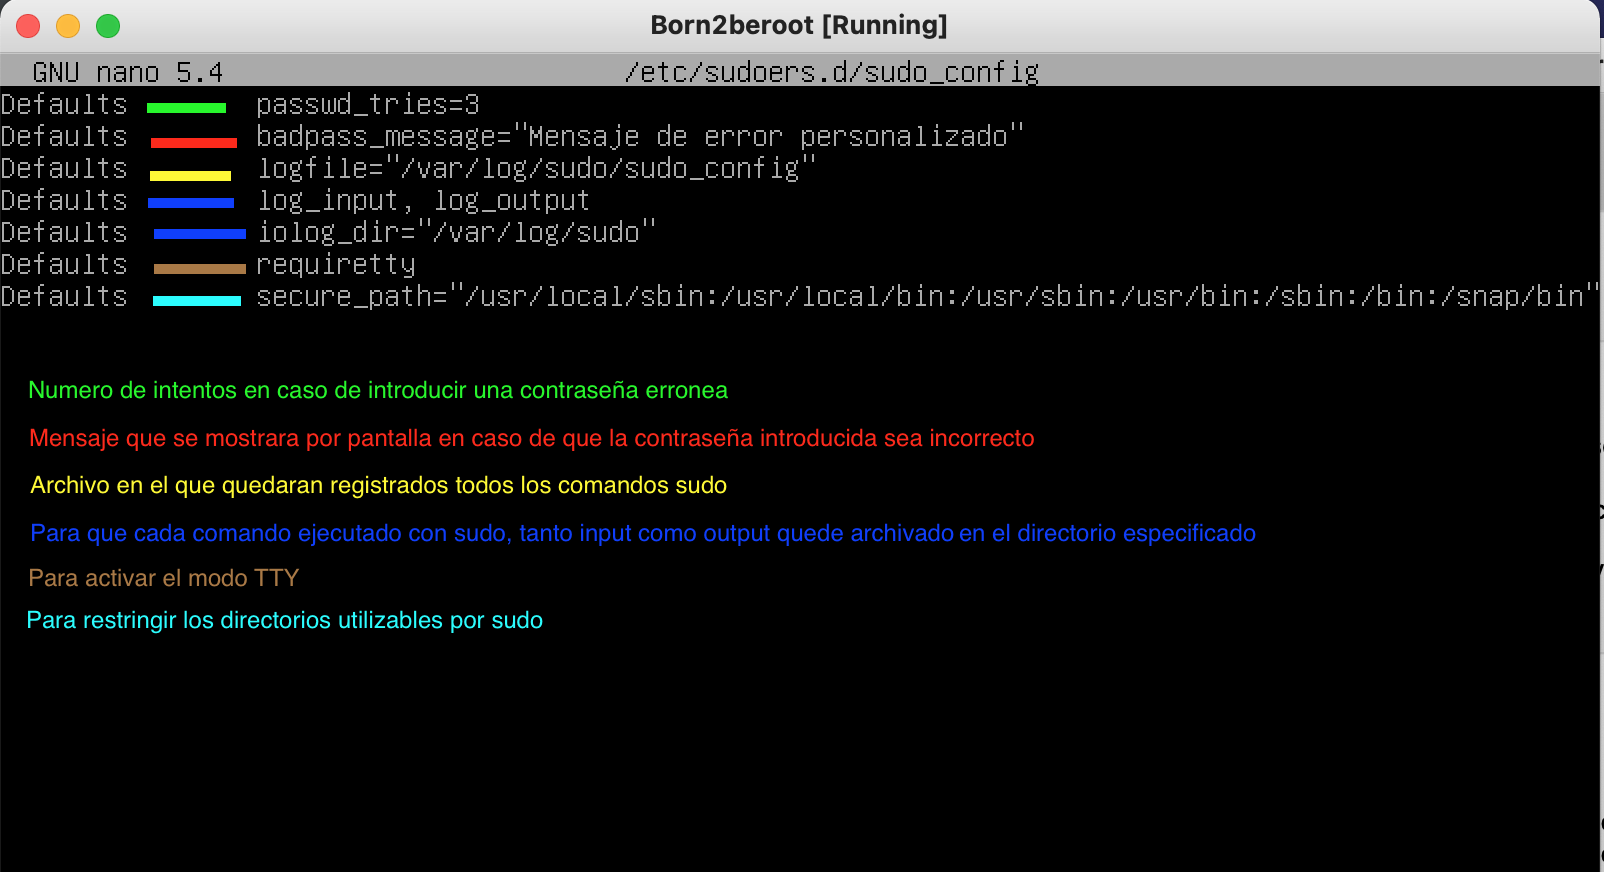 Born2beroot [Running]
GNU nano 5.4 /etc/sudoers.d/sudo_config
Defaults passwd_tries=3
Defaults badpass_message="Mensaje de error personalizado"
Defaults logfile="/var/log/sudo/sudo_config"
Defaults log_input, log_output
Defaults iolog_dir="/var/log/sudo"
Defaults requiretty
Defaults secure_path="/usr/local/sbin:/usr/local/bin:/usr/sbin:/usr/bin:/sbin:/bin:/snap/bin"
Numero de intentos en caso de introducir una contraseña erronea
Mensaje que se mostrara por pantalla en caso de que la contraseña introducida sea incorrecto
Archivo en el que quedaran registrados todos los comandos sudo
Para que cada comando ejecutado con sudo, tanto input como output quede archivado en el directorio especificado
Para activar el modo TTY
Para restringir los directorios utilizables por sudo